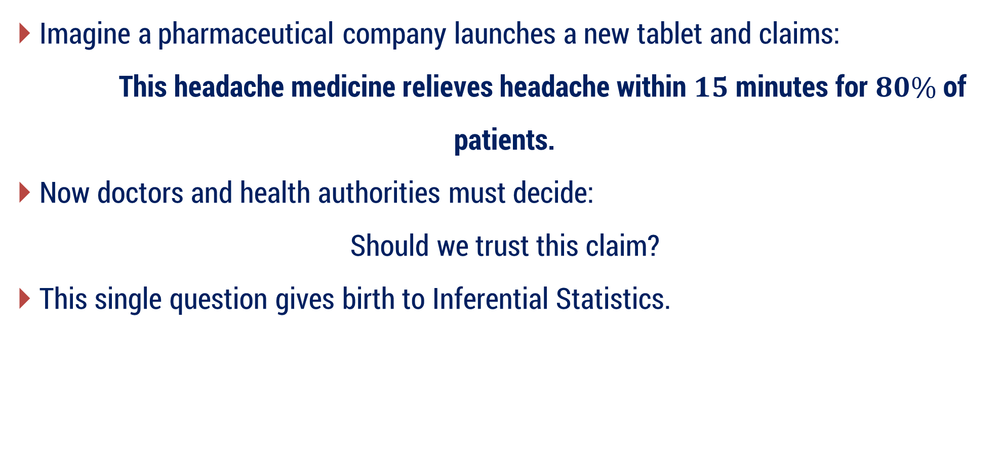 Imagine a pharmaceutical company launches a new tablet and claims:
This headache medicine relieves headache within 15 minutes for 80% of
patients.
Now doctors and health authorities must decide:
Should we trust this claim?
This single question gives birth to Inferential Statistics.